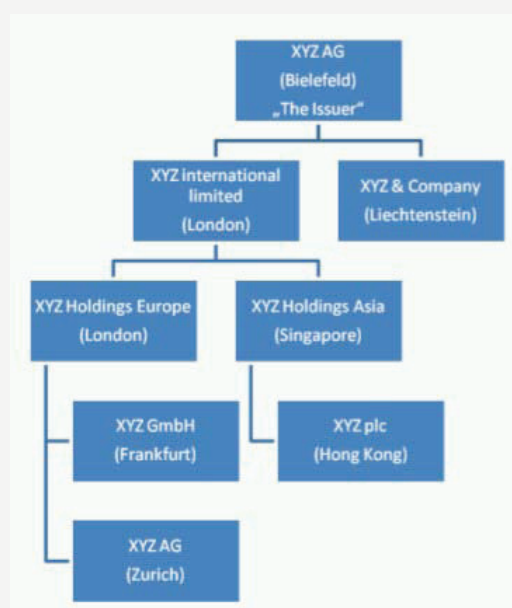 XYZ AG
(Bielefeld)
„The Issuer“
XYZ international
limited
(London)
XYZ & Company
(Liechtenstein)
XYZ Holdings Europe
(London)
XYZ Holdings Asia
(Singapore)
XYZ GmbH
(Frankfurt)
XYZ plc
(Hong Kong)
XYZ AG
(Zurich)